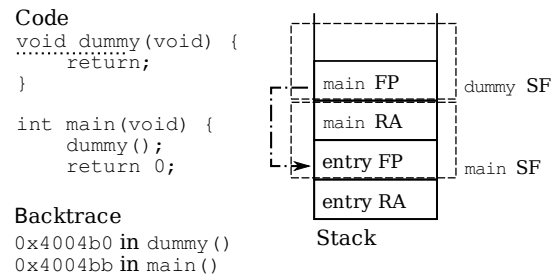 Code
void dummy(void) {
return;
}
int main(void) {
dummy();
return 0;
Backtrace
0x4004b0 in dummy()
0x4004bb in main()
main FP
main RA
entry FP
entry RA
Stack
dummy SF
main SF